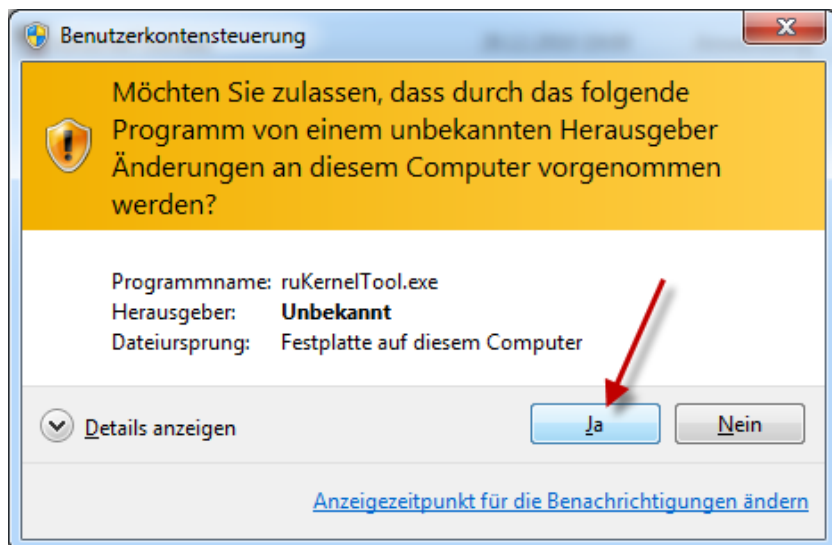 Benutzerkontensteuerung
Möchten Sie zulassen, dass durch das folgende
Programm von einem unbekannten Herausgeber
Änderungen an diesem Computer vorgenommen
werden?
Programmname: ruKernelTool.exe
Herausgeber: Unbekannt
Dateiursprung: Festplatte auf diesem Computer
Details anzeigen
Ja
Nein
Anzeigezeitpunkt für die Benachrichtigungen ändern